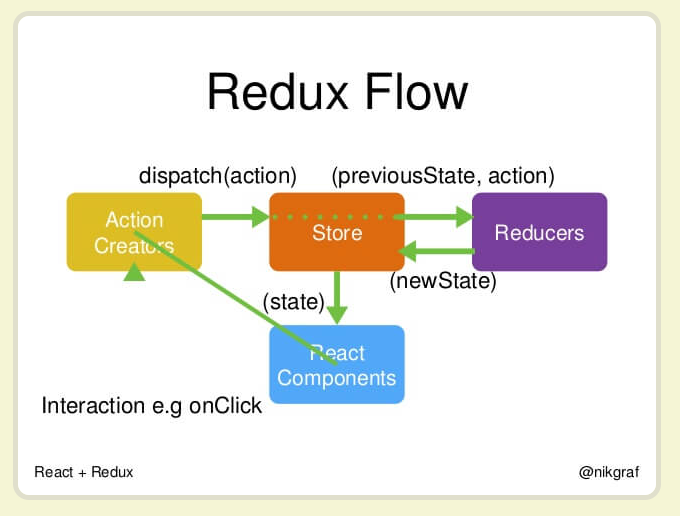 Redux Flow
dispatch(action)
(previousState, action)
Action
Creators
Store
Reducers
(newState)
(state)
React
Components
Interaction e.g onClick
React + Redux
@nikgraf